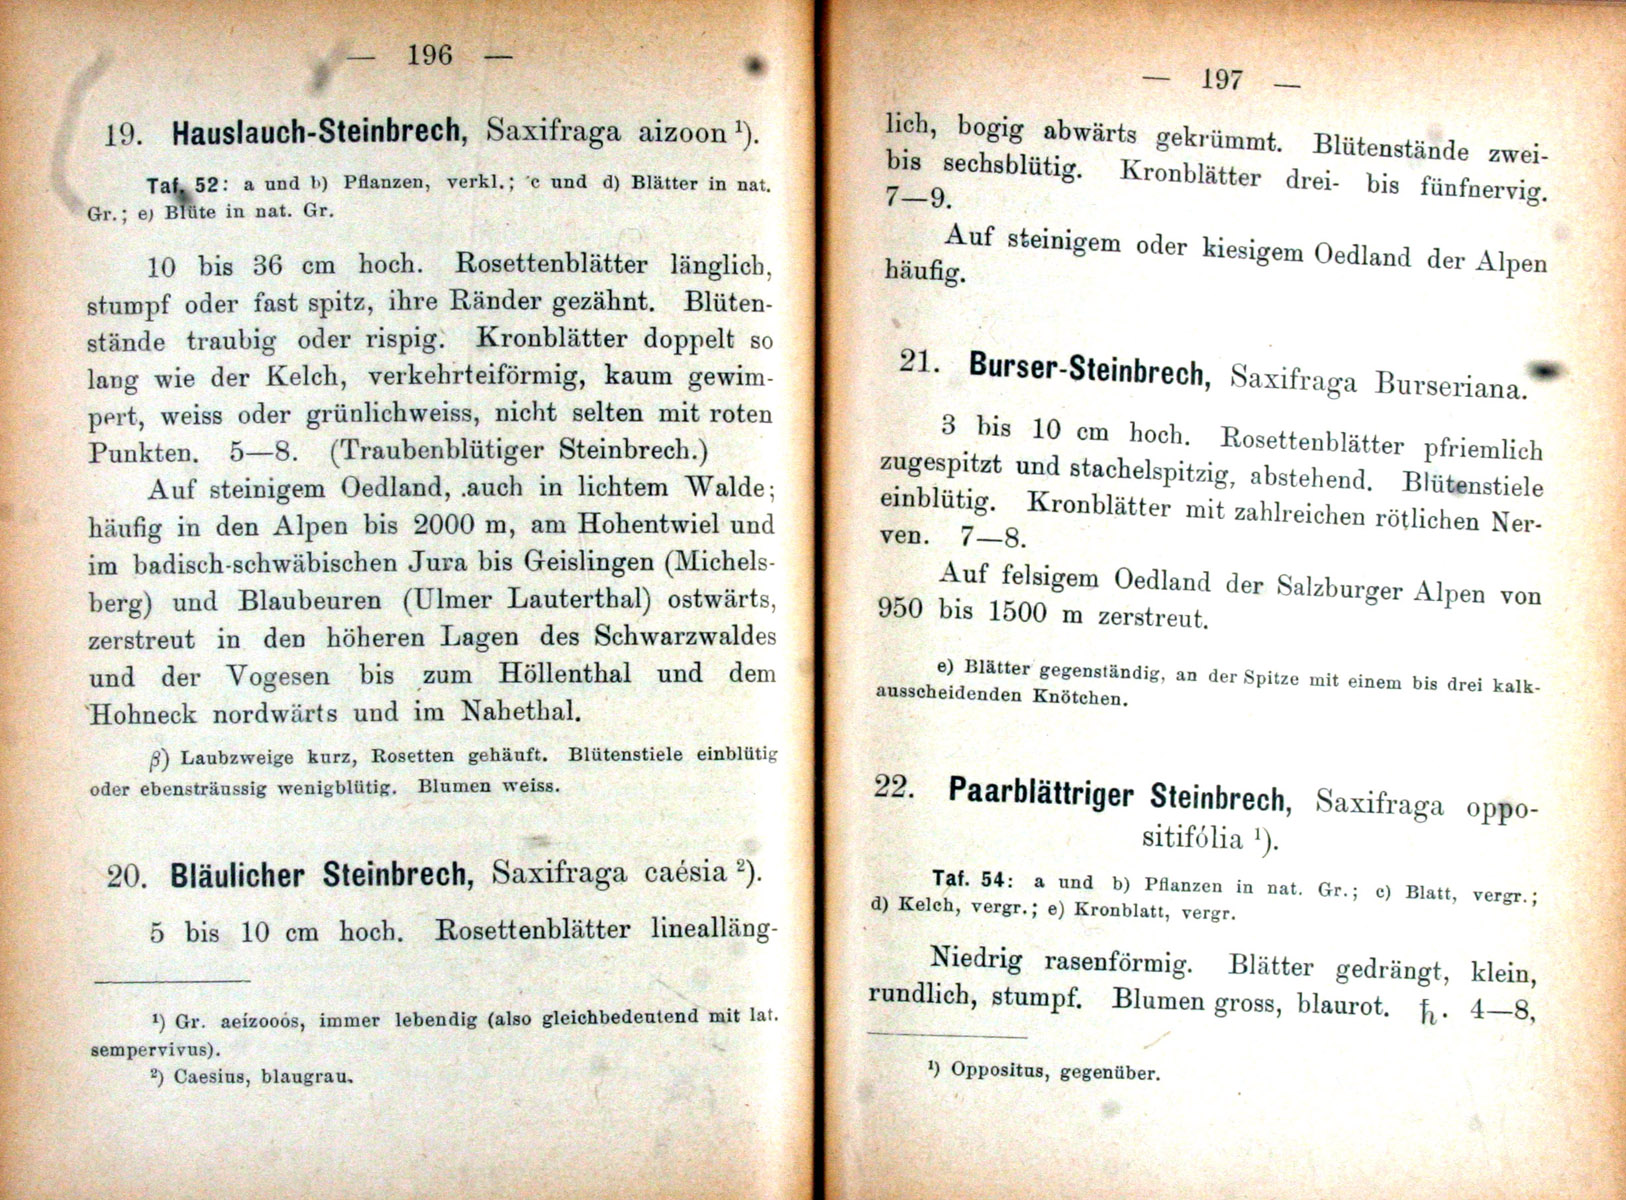 — 196 —
19. Hauslauch-Steinbrech, Saxifraga aizoon ¹).
Taf. 52: a und b) Pflanzen, verkl.; c und d) Blätter in nat.
Gr.; e) Blüte in nat. Gr.
10 bis 36 cm hoch. Rosettenblätter länglich,
stumpf oder fast spitz, ihre Ränder gezähnt. Blüten-
stände traubig oder rispig. Kronblätter doppelt so
lang wie der Kelch, verkehrteiförmig, kaum gewim-
pert, weiss oder grünlichweiss, nicht selten mit roten
Punkten. 5—8. (Traubenblütiger Steinbrech.)
Auf steinigem Oedland, auch in lichtem Walde;
häufig in den Alpen bis 2000 m, am Hohentwiel und
im badisch-schwäbischen Jura bis Geislingen (Michels-
berg) und Blaubeuren (Ulmer Lauterthal) ostwärts,
zerstreut in den höheren Lagen des Schwarzwaldes
und der Vogesen bis zum Höllenthal und dem
Hohneck nordwärts und im Nahethal.
β) Laubzweige kurz, Rosetten gehäuft. Blütenstiele einblütig
oder ebensträussig wenigblütig. Blumen weiss.
20. Bläulicher Steinbrech, Saxifraga caésia ²).
5 bis 10 cm hoch. Rosettenblätter lineallläng-
¹) Gr. aeízooos, immer lebendig (also gleichbedeutend mit lat.
sempervivus).
²) Caesius, blaugrau.
— 197 —
lich, bogig abwärts gekrümmt. Blütenstände zwei-
bis sechsblütig. Kronblätter drei- bis fünfnervig.
7—9.
Auf steinigem oder kiesigem Oedland der Alpen
häufig.
21. Burser-Steinbrech, Saxifraga Burseriana.
3 bis 10 cm hoch. Rosettenblätter pfriemlich
zugespitzt und stachelspitzig, abstehend. Blütenstiele
einblütig. Kronblätter mit zahlreichen rötlichen Ner-
ven. 7—8.
Auf felsigem Oedland der Salzburger Alpen von
950 bis 1500 m zerstreut.
e) Blätter gegenständig, an der Spitze mit einem bis drei kalk-
ausscheidenden Knötchen.
22. Paarblättriger Steinbrech, Saxifraga oppo-
sitifólia ¹).
Taf. 54: a und b) Pflanzen in nat. Gr.; c) Blatt, vergr.;
d) Kelch, vergr.; e) Kronblatt, vergr.
Niedrig rasenförmig. Blätter gedrängt, klein,
rundlich, stumpf. Blumen gross, blaurot. ♄. 4—8,
¹) Oppositus, gegenüber.